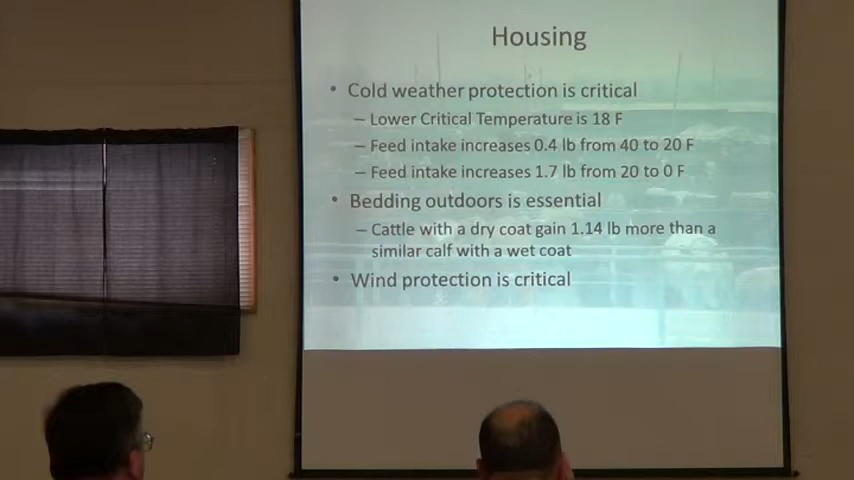 Housing
• Cold weather protection is critical
– Lower Critical Temperature is 18 F
– Feed intake increases 0.4 lb from 40 to 20 F
– Feed intake increases 1.7 lb from 20 to 0 F
• Bedding outdoors is essential
– Cattle with a dry coat gain 1.14 lb more than a
similar calf with a wet coat
• Wind protection is critical